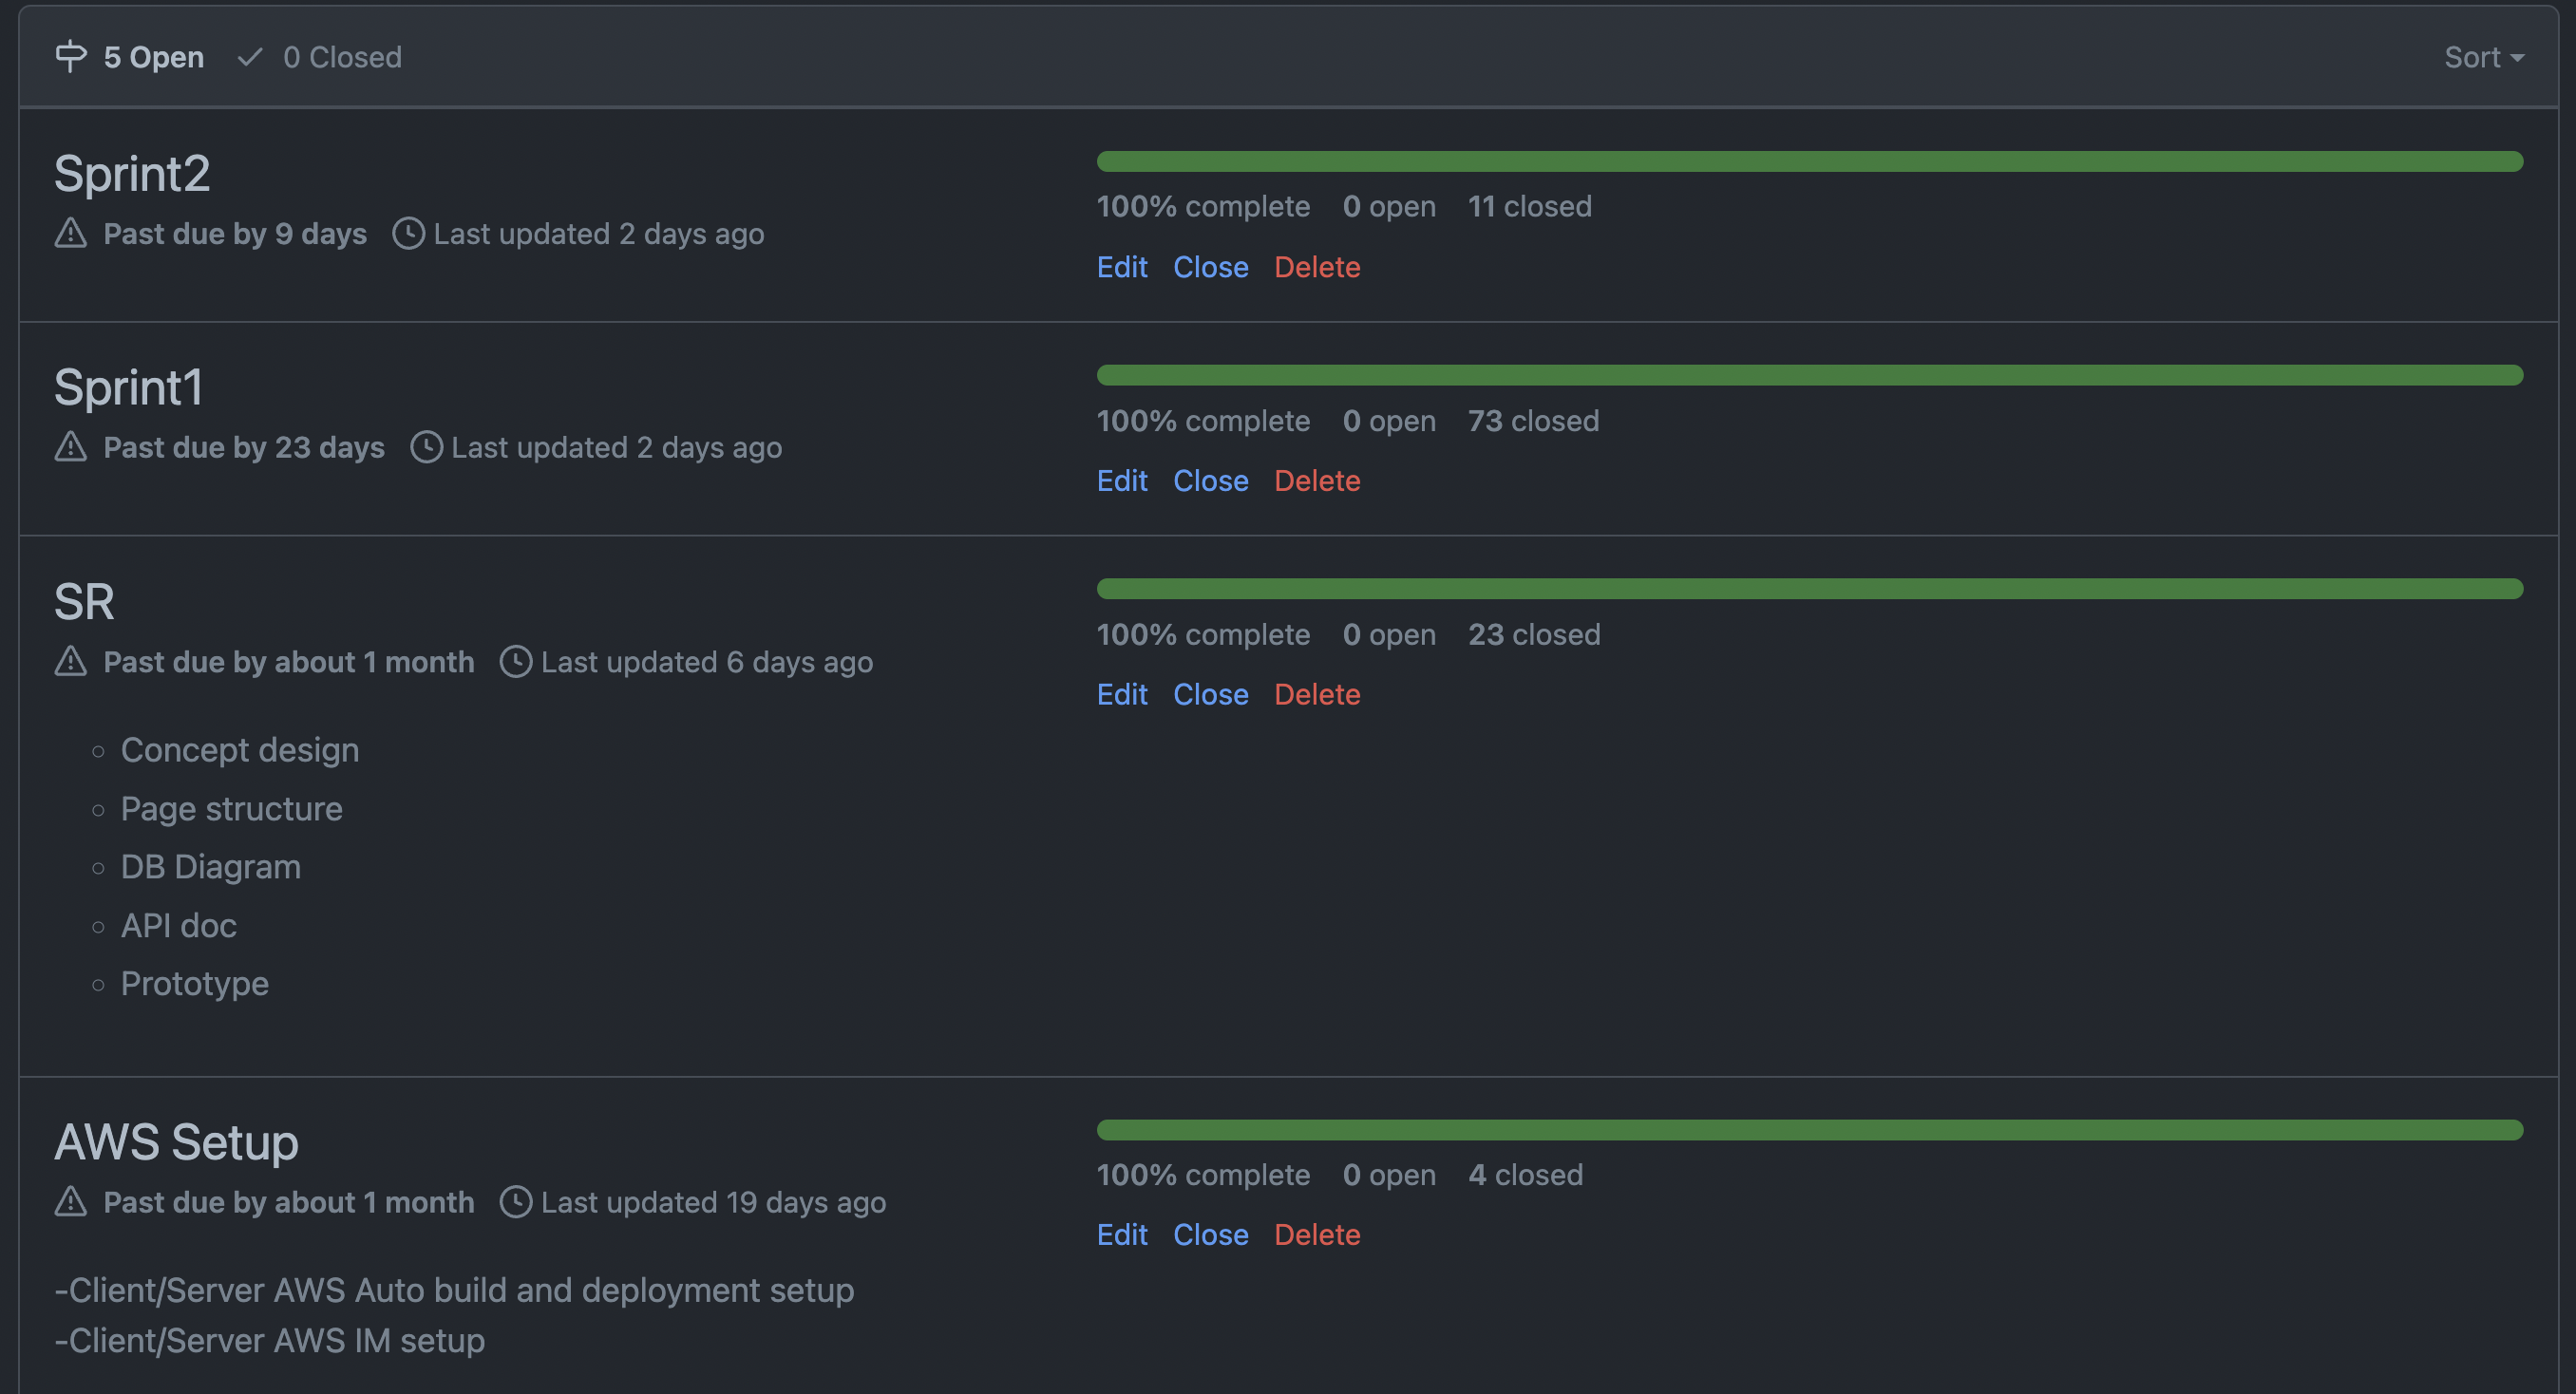 5 Open 0 Closed Sort
Sprint2
Past due by 9 days Last updated 2 days ago
100% complete 0 open 11 closed
Edit Close Delete
Sprint1
Past due by 23 days Last updated 2 days ago
100% complete 0 open 73 closed
Edit Close Delete
SR
Past due by about 1 month Last updated 6 days ago
100% complete 0 open 23 closed
Edit Close Delete
Concept design
Page structure
DB Diagram
API doc
Prototype
AWS Setup
Past due by about 1 month Last updated 19 days ago
100% complete 0 open 4 closed
Edit Close Delete
-Client/Server AWS Auto build and deployment setup
-Client/Server AWS IM setup